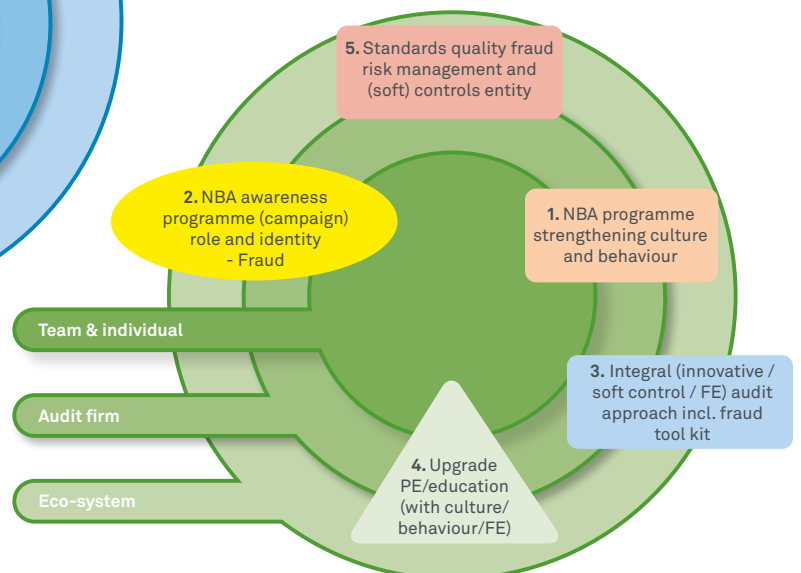 5. Standards quality fraud
risk management and
(soft) controls entity
2. NBA awareness
programme (campaign)
role and identity
- Fraud
1. NBA programme
strengthening culture
and behaviour
Team & individual
3. Integral (innovative /
soft control / FE) audit
approach incl. fraud
tool kit
Audit firm
4. Upgrade
PE/education
(with culture/
behaviour/FE)
Eco-system